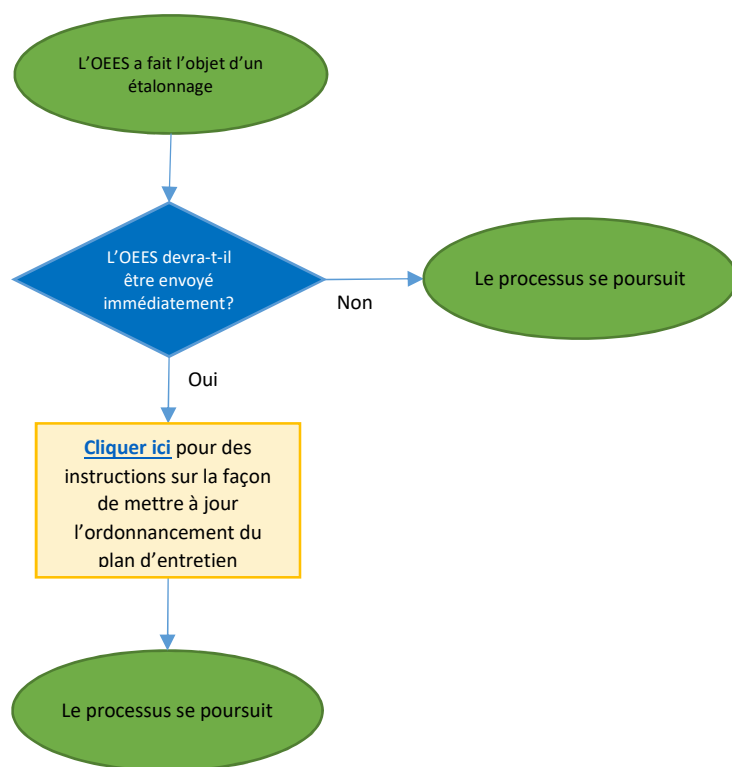 L’OEES a fait l’objet d’un
étalonnage
L’OEES devra-t-il
être envoyé
immédiatement?
Non
Le processus se poursuit
Oui
Cliquer ici pour des
instructions sur la façon
de mettre à jour
l’ordonnancement du
plan d’entretien
Le processus se poursuit